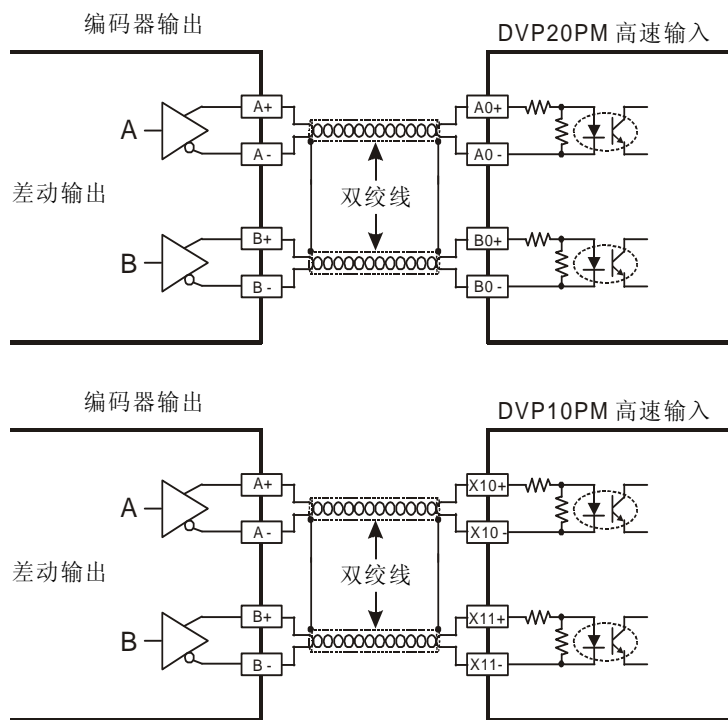 编码器输出
DVP20PM 高速输入
A+
A0+
A
A -
A0 -
双绞线
差动输出
B+
B0+
B
B -
B0 -
编码器输出
DVP10PM 高速输入
A+
X10+
A
A -
X10 -
双绞线
差动输出
B+
X11+
B
B -
X11-